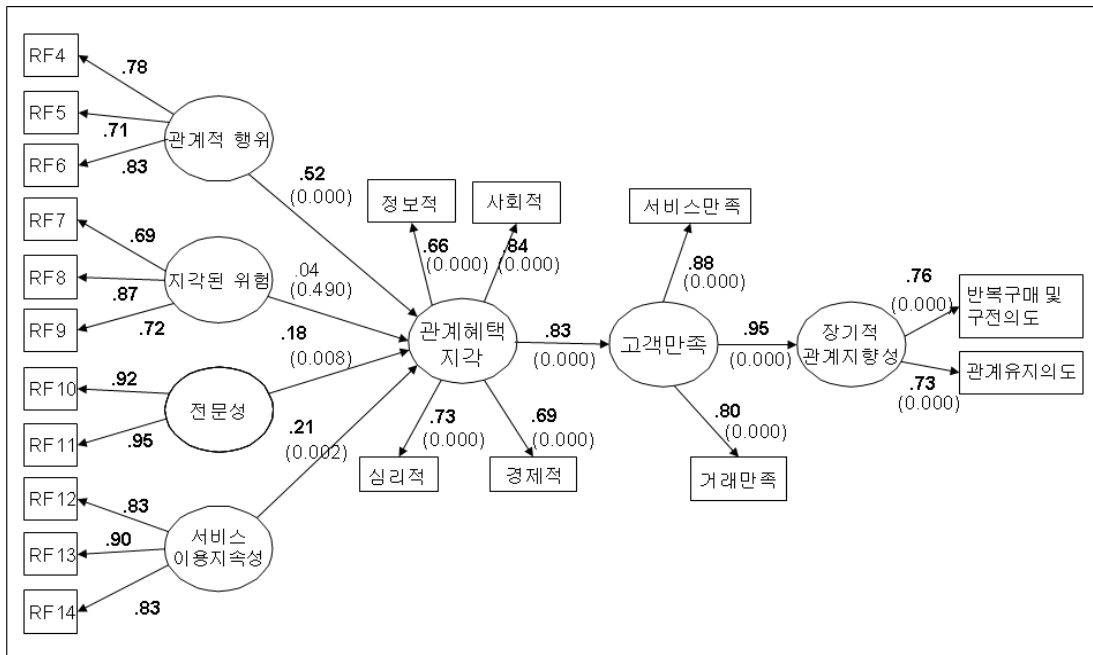 RF4
.78
RF5
.71
관계적 행위
RF6
.83
.52
(0.000)
정보적
사회적
서비스만족
RF7
.69
.66
(0.000)
.84
(0.000)
RF8
.87
지각된 위험
.04
(0.490)
.88
(0.000)
.76
(0.000)
반복구매 및
구전의도
RF9
.72
.18
(0.008)
관계혜택
지각
.83
(0.000)
고객만족
.95
(0.000)
장기적
관계지향성
RF10
.92
관계유지의도
.73
(0.000)
전문성
RF11
.95
.21
(0.002)
.73
(0.000)
.69
(0.000)
.80
(0.000)
심리적
경제적
거래만족
RF12
.83
RF13
.90
서비스
이용지속성
RF14
.83